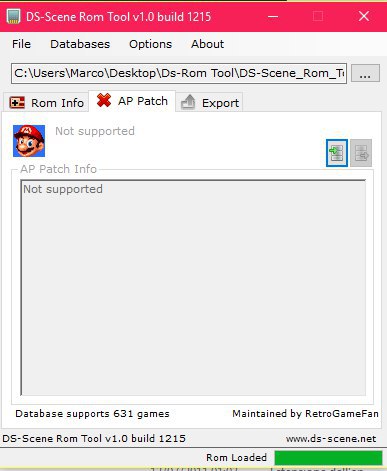 DS-Scene Rom Tool v1.0 build 1215
File Databases Options About
C:\Users\Marco\Desktop\Ds-Rom Tool\DS-Scene_Rom_To ...
Rom Info AP Patch Export
Not supported
AP Patch Info
Not supported
Database supports 631 games Maintained by RetroGameFan
DS-Scene Rom Tool v1.0 build 1215 www.ds-scene.net
Rom Loaded